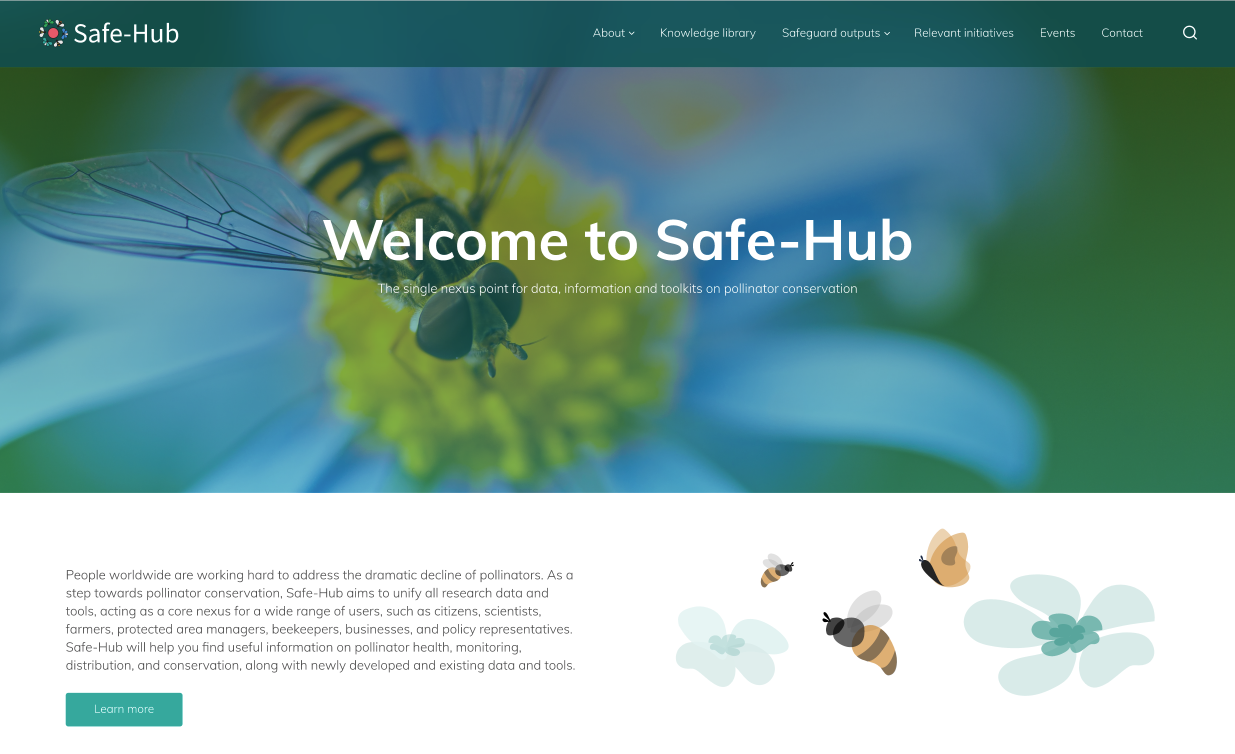 Safe-Hub
About
Knowledge library
Safeguard outputs
Relevant initiatives
Events
Contact
Welcome to Safe-Hub
The single nexus point for data, information and toolkits on pollinator conservation
People worldwide are working hard to address the dramatic decline of pollinators. As a
step towards pollinator conservation, Safe-Hub aims to unify all research data and
tools, acting as a core nexus for a wide range of users, such as citizens, scientists,
farmers, protected area managers, beekeepers, businesses, and policy representatives.
Safe-Hub will help you find useful information on pollinator health, monitoring,
distribution, and conservation, along with newly developed and existing data and tools.
Learn more